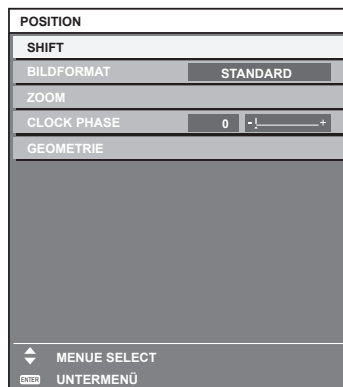 POSITION
SHIFT
BILDFORMAT STANDARD
ZOOM
CLOCK PHASE 0 - +
GEOMETRIE
MENUE SELECT
ENTER UNTERMENÜ